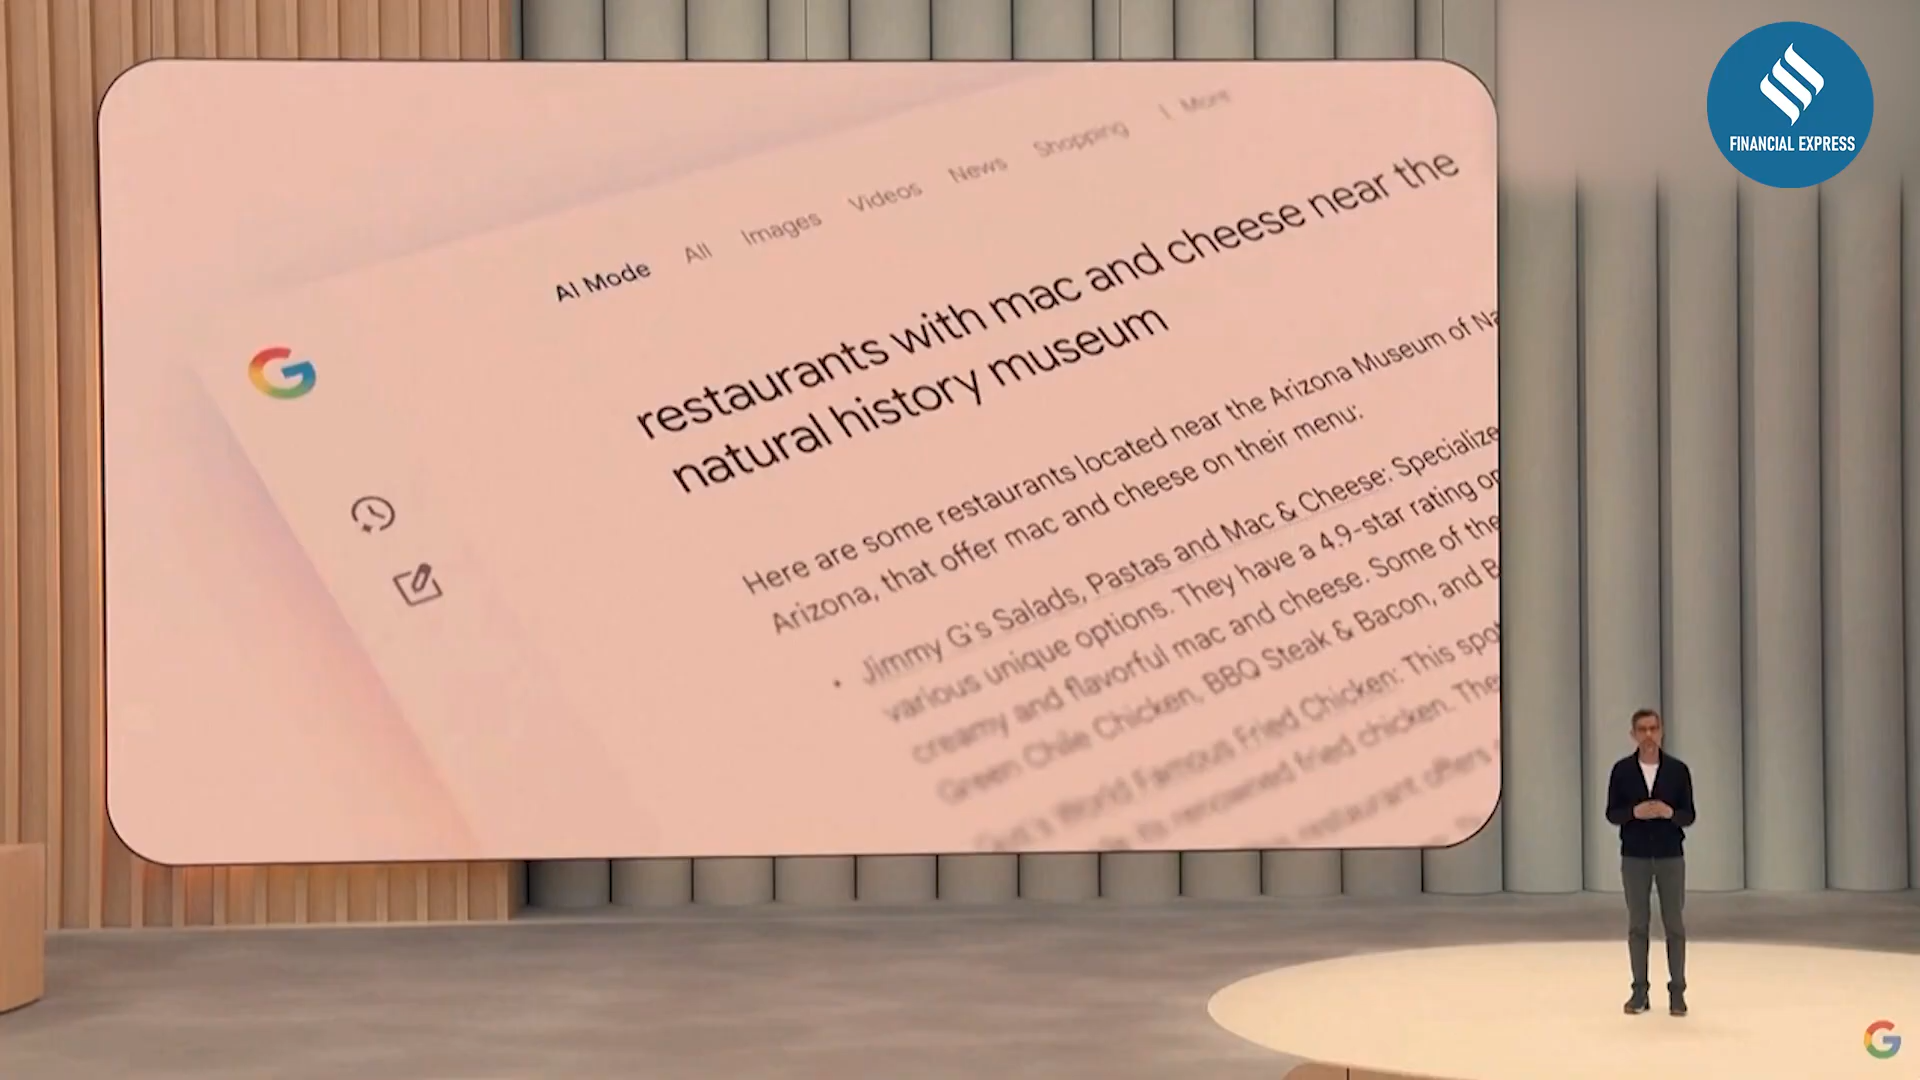 FINANCIAL EXPRESS
AI Mode All Images Videos News Shopping More
restaurants with mac and cheese near the
natural history museum
Here are some restaurants located near the Arizona Museum of Na
Arizona, that offer mac and cheese on their menu:
Jimmy G's Salads, Pastas and Mac & Cheese: Specialize
various unique options. They have a 4.9-star rating on
creamy and flavorful mac and cheese. Some of the
Green Chile Chicken, BBQ Steak & Bacon, and B
World Famous Fried Chicken: This spot
its renowned fried chicken. The
restaurant offers